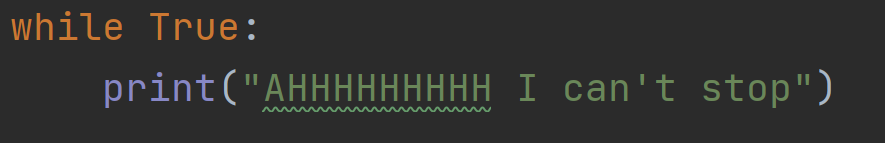 while True:
    print("AHHHHHHHHH I can't stop")